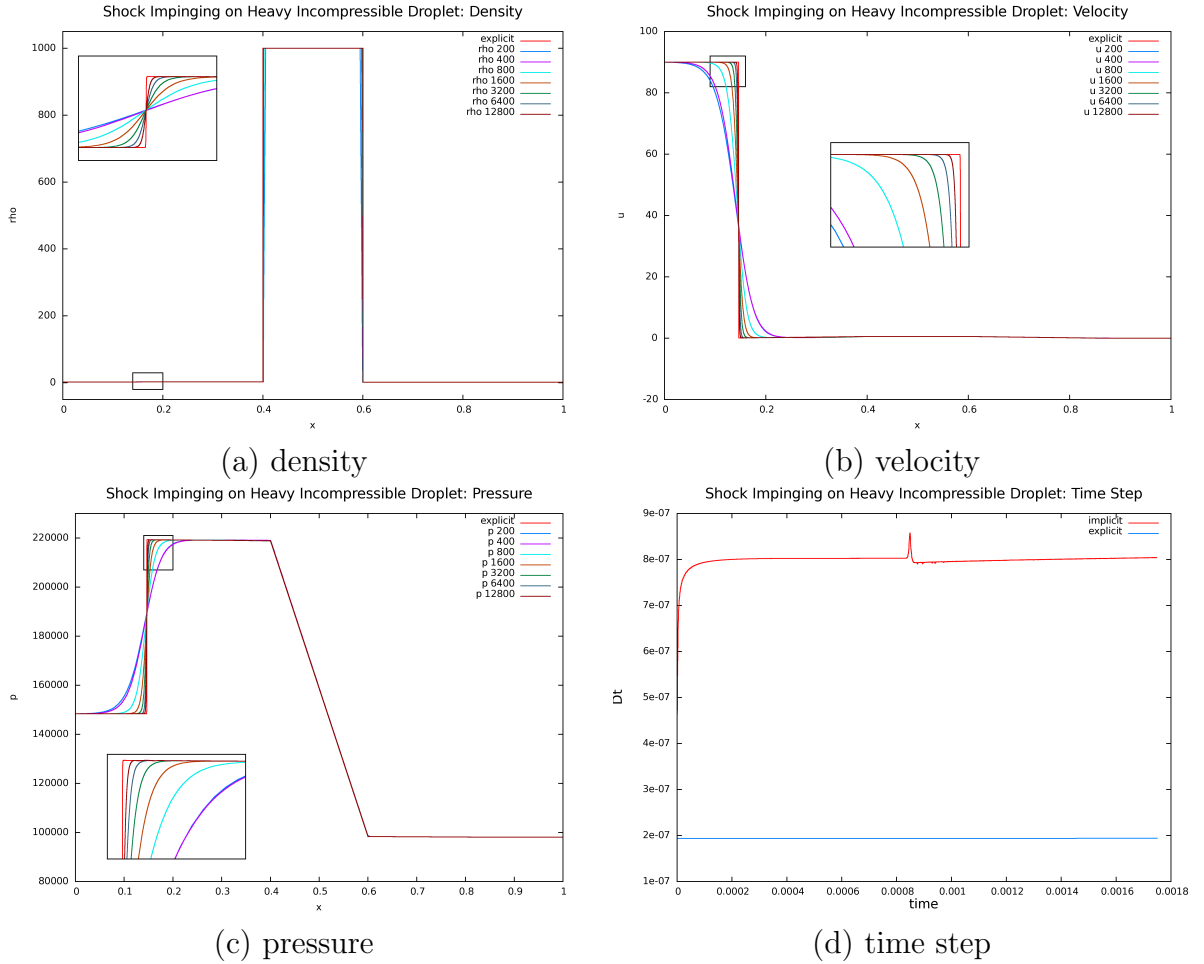 Shock Impinging on Heavy Incompressible Droplet: Density
explicit
rho 200
rho 400
rho 800
rho 1600
rho 3200
rho 6400
rho 12800
1000
800
600
400
200
0
rho
0
0.2
0.4
0.6
0.8
1
x
(a) density
Shock Impinging on Heavy Incompressible Droplet: Velocity
explicit
u 200
u 400
u 800
u 1600
u 3200
u 6400
u 12800
100
80
60
40
20
0
-20
u
0
0.2
0.4
0.6
0.8
1
x
(b) velocity
Shock Impinging on Heavy Incompressible Droplet: Pressure
explicit
p 200
p 400
p 800
p 1600
p 3200
p 6400
p 12800
220000
200000
180000
160000
140000
120000
100000
80000
p
0
0.1
0.2
0.3
0.4
0.5
0.6
0.7
0.8
0.9
1
x
(c) pressure
Shock Impinging on Heavy Incompressible Droplet: Time Step
implicit
explicit
9e-07
8e-07
7e-07
6e-07
5e-07
4e-07
3e-07
2e-07
1e-07
Dt
0
0.0002
0.0004
0.0006
0.0008
0.001
0.0012
0.0014
0.0016
0.0018
time
(d) time step